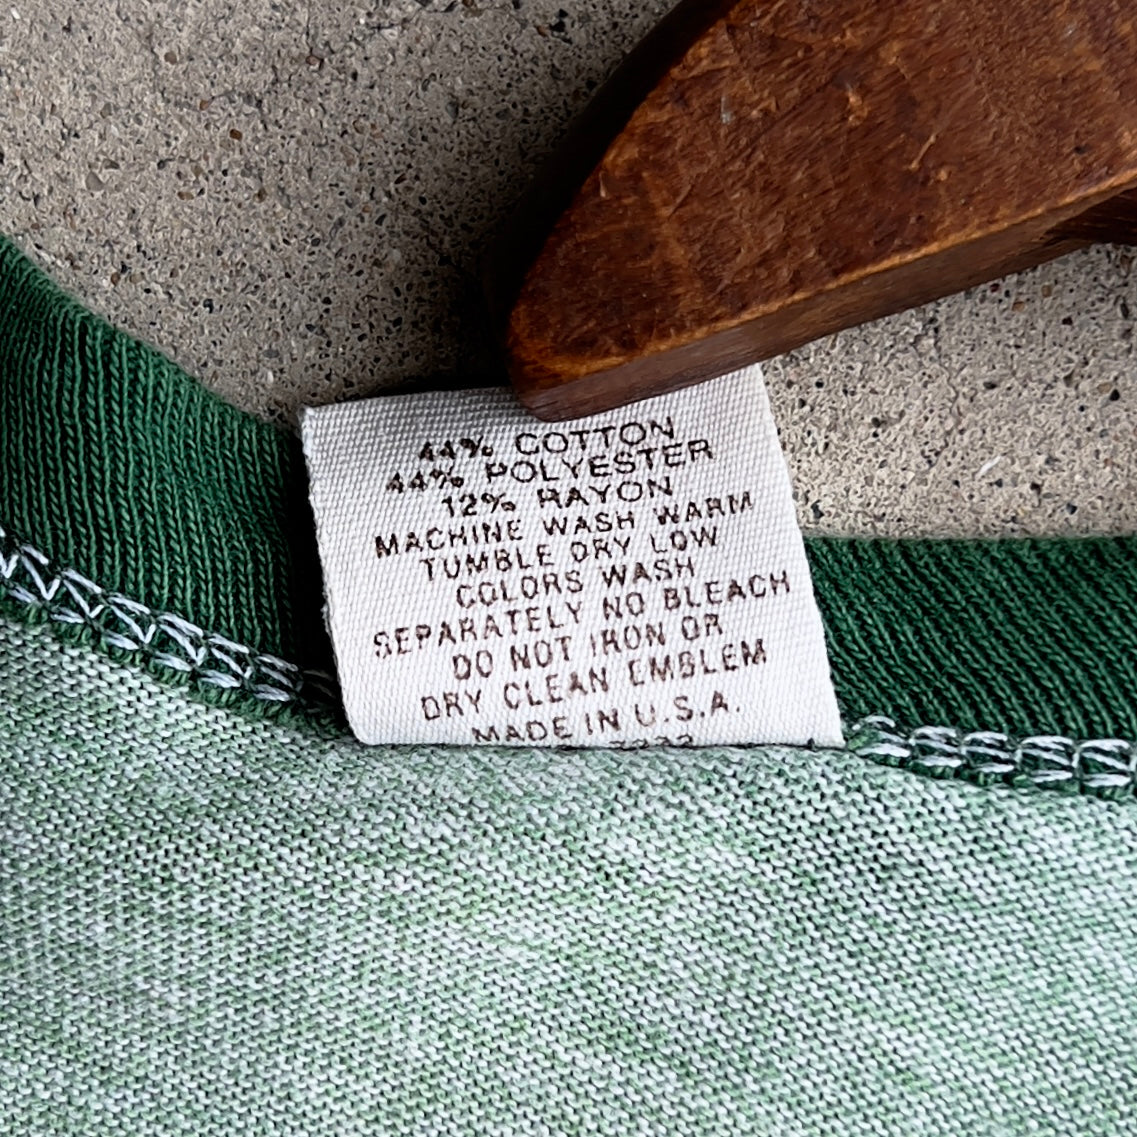 44% COTTON
44% POLYESTER
12% RAYON
MACHINE WASH WARM
TUMBLE DRY LOW
COLORS WASH
SEPARATELY NO BLEACH
DO NOT IRON OR
DRY CLEAN EMBLEM
MADE IN U.S.A.